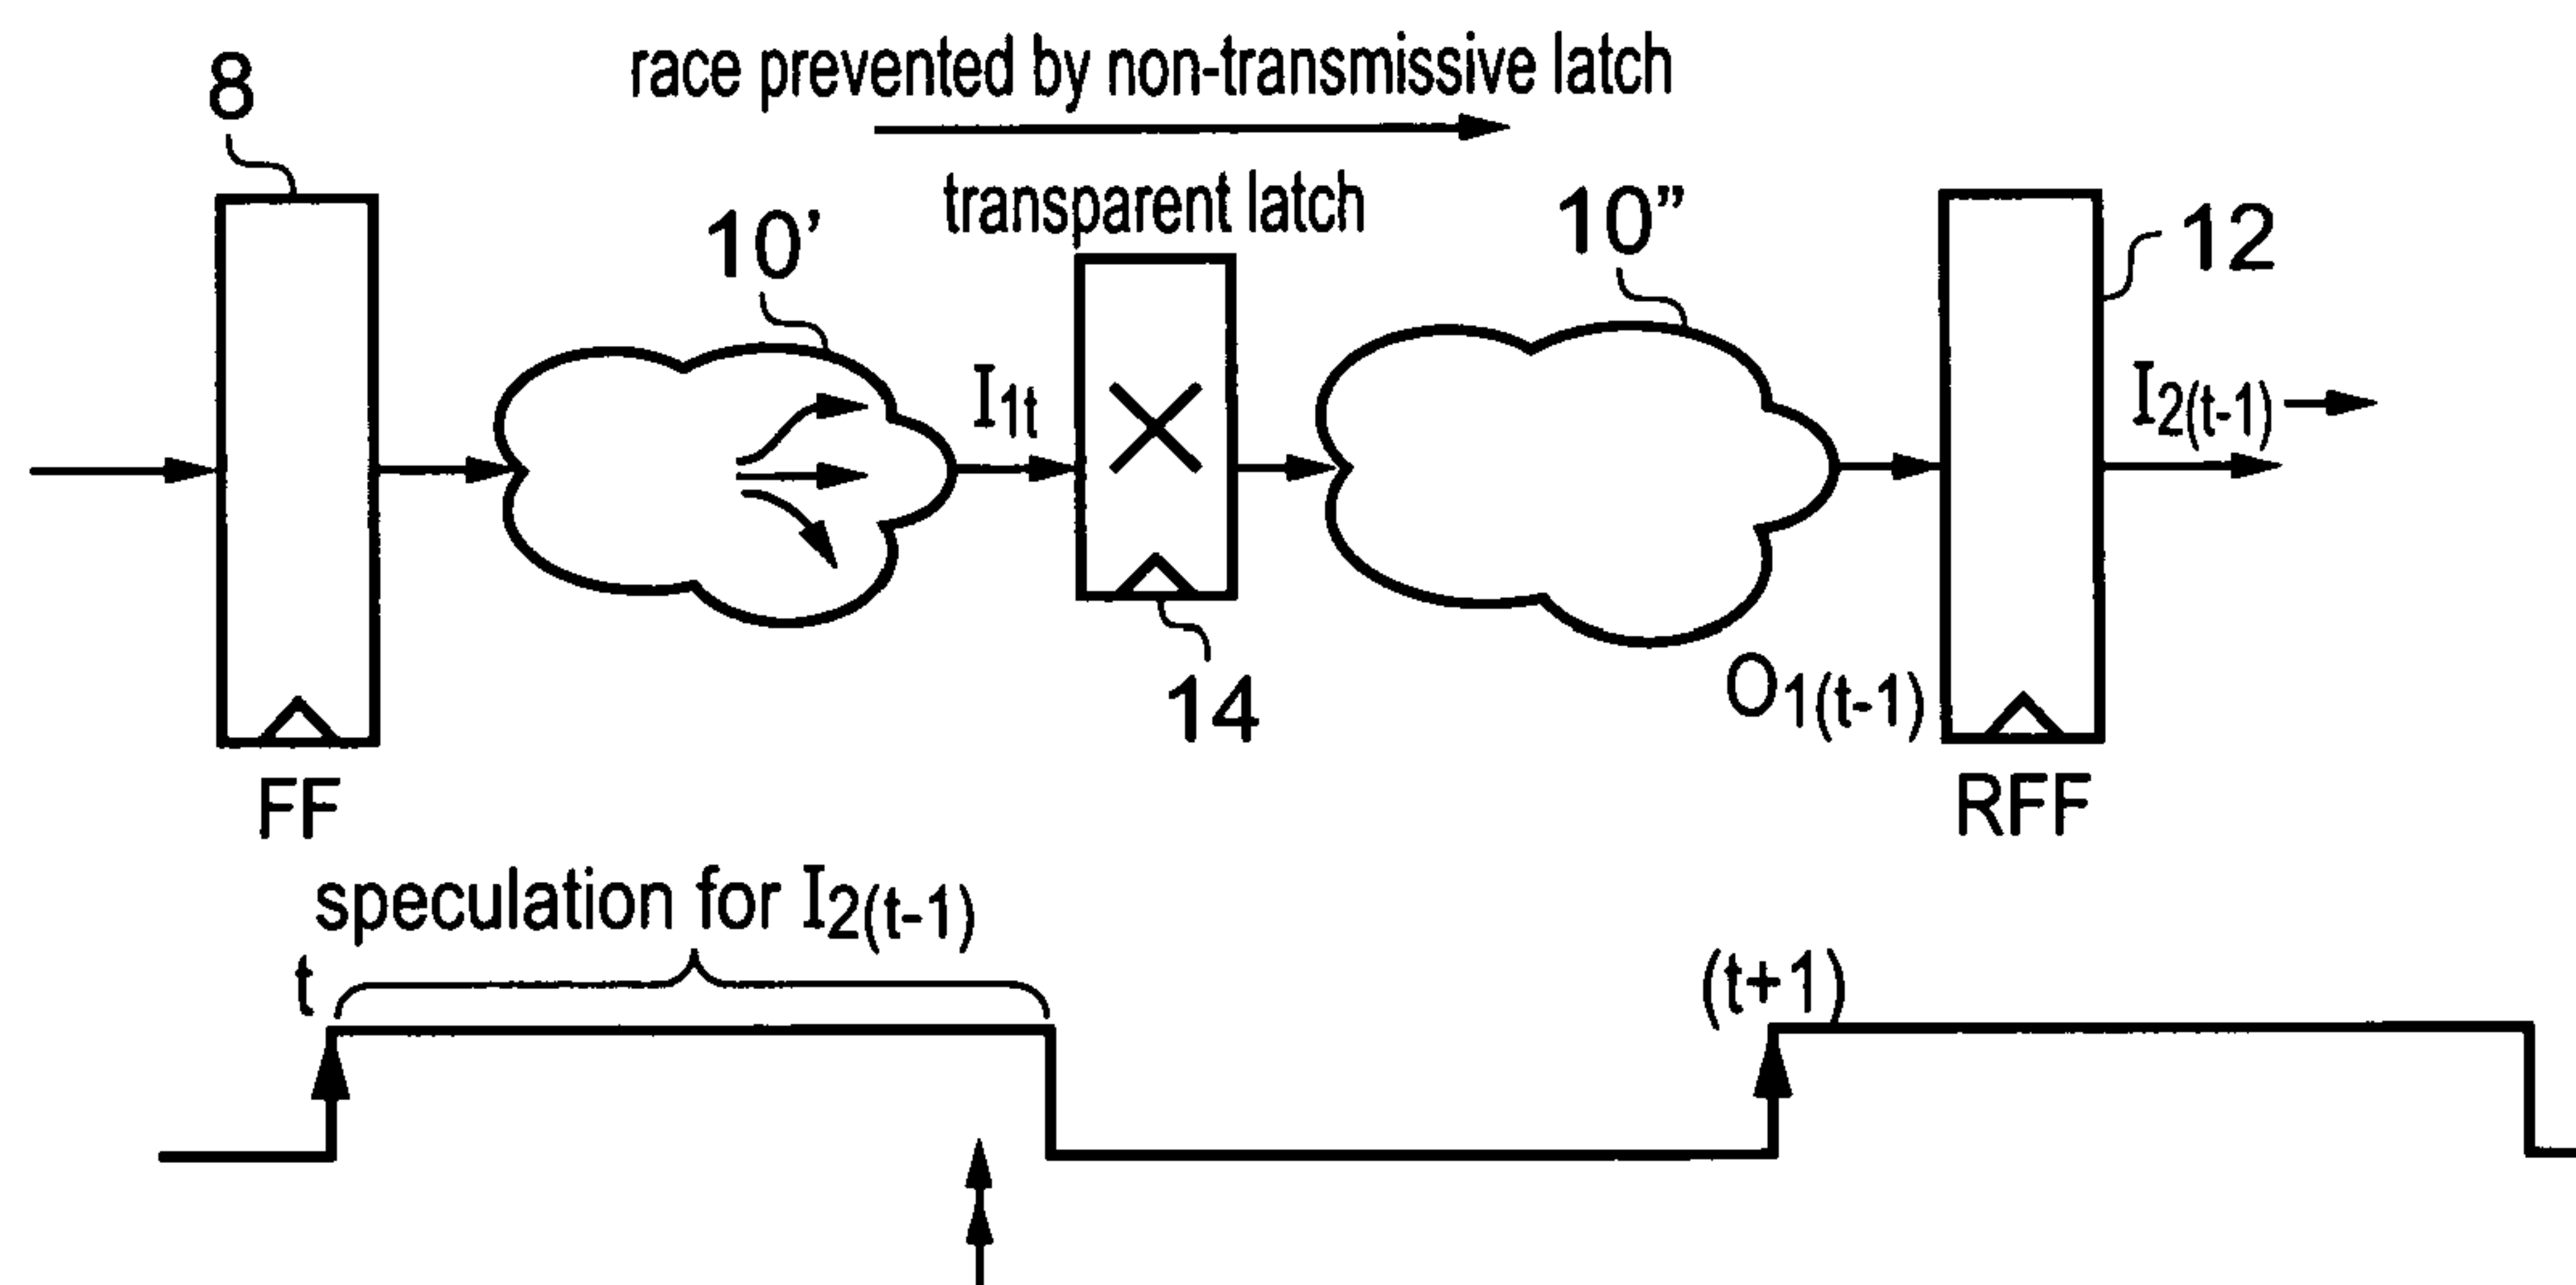 race prevented by non-transmissive latch
8
transparent latch
10’
10”
12
I1t
I2(t-1)
14
O1(t-1)
FF
RFF
speculation for I2(t-1)
t
(t+1)